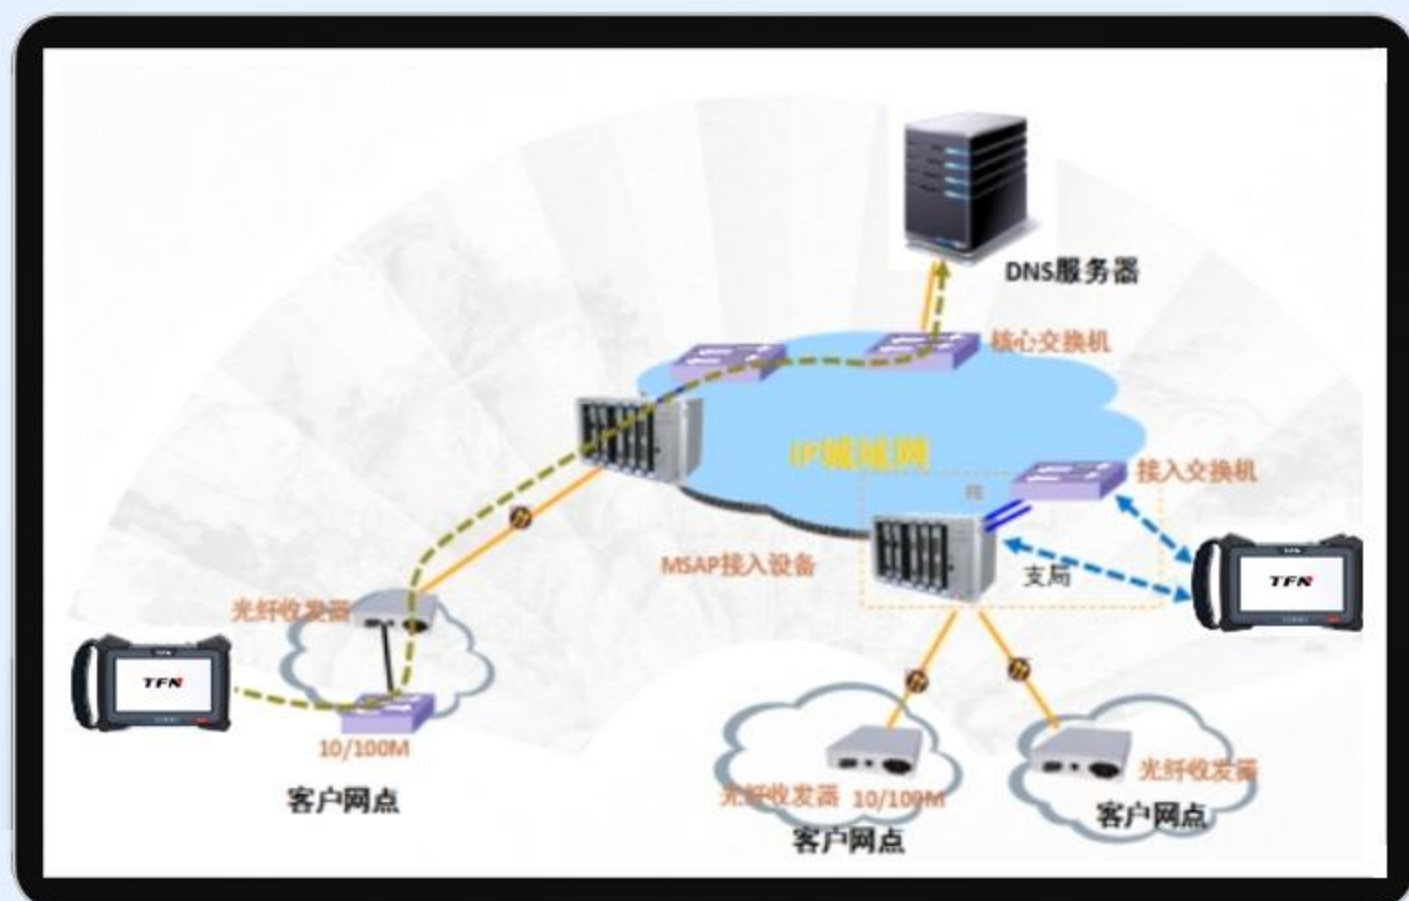 DNS服务器
核心交换机
IP城域网
接入交换机
FE
MSAP接入设备
支局
TFN
光纤收发器
TFN
10/100M
客户网点
光纤收发器
光纤收发器 10/100M
客户网点
客户网点